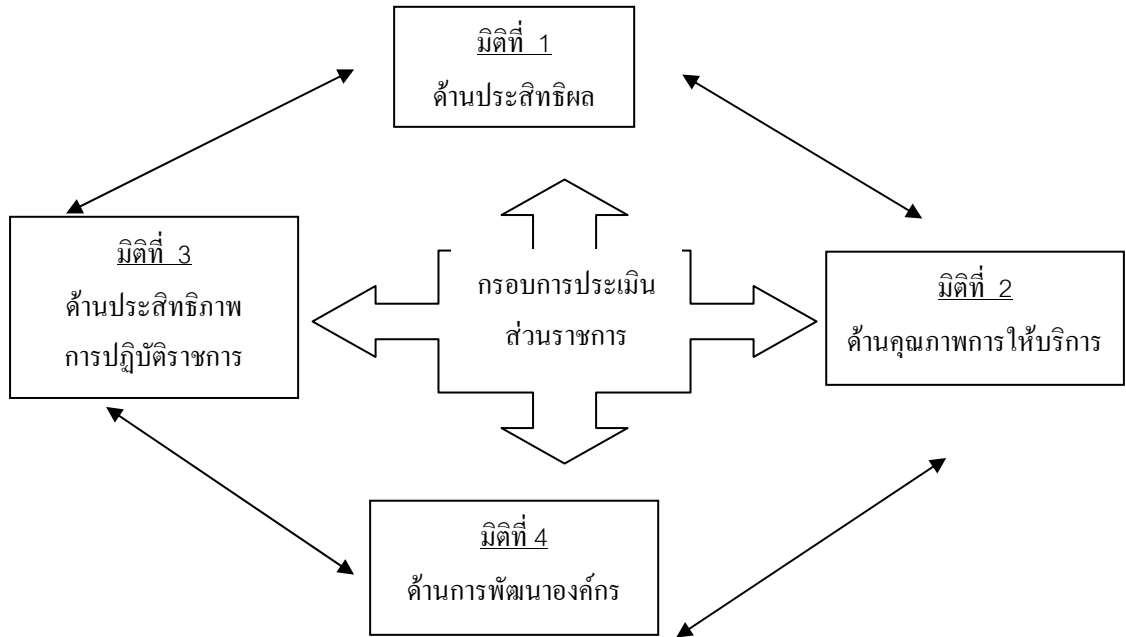 มิติที่ 1
ด้านประสิทธิผล
มิติที่ 3
ด้านประสิทธิภาพ
การปฏิบัติราชการ
กรอบการประเมิน
ส่วนราชการ
มิติที่ 2
ด้านคุณภาพการให้บริการ
มิติที่ 4
ด้านการพัฒนาองค์กร